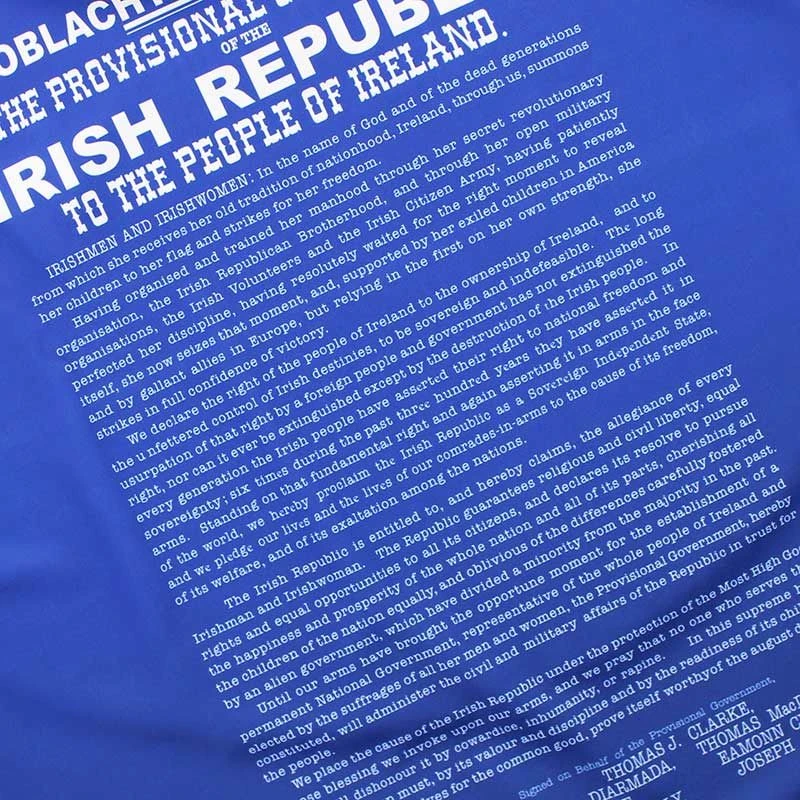 OBLACH
THE PROVISIONAL
OF THE
IRISH REPUB
TO THE PEOPLE OF IRELAND.
IRISHMEN AND IRISHWOMEN: In the name of God and of the dead generations
from which she receives her old tradition of nationhood, Ireland, through us, summons
her children to her flag and strikes for her freedom.
Having organised and trained her manhood through her secret revolutionary
organisation, the Irish Republican Brotherhood, and through her open military
organisations, the Irish Volunteers and the Irish Citizen Army, having patiently
perfected her discipline, having resolutely waited for the right moment to reveal
itself, she now seizes that moment, and, supported by her exiled children in America
and by gallant allies in Europe, but relying in the first on her own strength, she
strikes in full confidence of victory.
We declare the right of the people of Ireland to the ownership of Ireland, and to
the unfettered control of Irish destinies, to be sovereign and indefeasible. The long
usurpation of that right by a foreign people and government has not extinguished the
right, nor can it ever be extinguished except by the destruction of the Irish people. In
every generation the Irish people have asserted their right to national freedom and
sovereignty; six times during the past three hundred years they have asserted it in
arms. Standing on that fundamental right and again asserting it in arms in the face
of the world, we hereby proclaim the Irish Republic as a Sovereign Independent State,
and we pledge our lives and the lives of our comrades-in-arms to the cause of its freedom,
of its welfare, and of its exaltation among the nations.
The Irish Republic is entitled to, and hereby claims, the allegiance of every
Irishman and Irishwoman. The Republic guarantees religious and civil liberty, equal
rights and equal opportunities to all its citizens, and declares its resolve to pursue
the happiness and prosperity of the whole nation and all of its parts, cherishing all
the children of the nation equally, and oblivious of the differences carefully fostered
by an alien government, which have divided a minority from the majority in the past.
Until our arms have brought the opportune moment for the establishment of a
permanent National Government, representative of the whole people of Ireland and
elected by the suffrages of all her men and women, the Provisional Government, hereby
constituted, will administer the civil and military affairs of the Republic in trust for
the people.
We place the cause of the Irish Republic under the protection of the Most High Go
ose blessing we invoke upon our arms, and we pray that no one who serves th
ll dishonour it by cowardice, inhumanity, or rapine. In this supreme h
n must, by its valour and discipline and by the readiness of its chil
elves for the common good, prove itself worthy of the august d
Signed on Behalf of the Provisional Government,
THOMAS J. CLARKE,
DIARMADA, THOMAS MacD
EAMONN C
JOSEPH